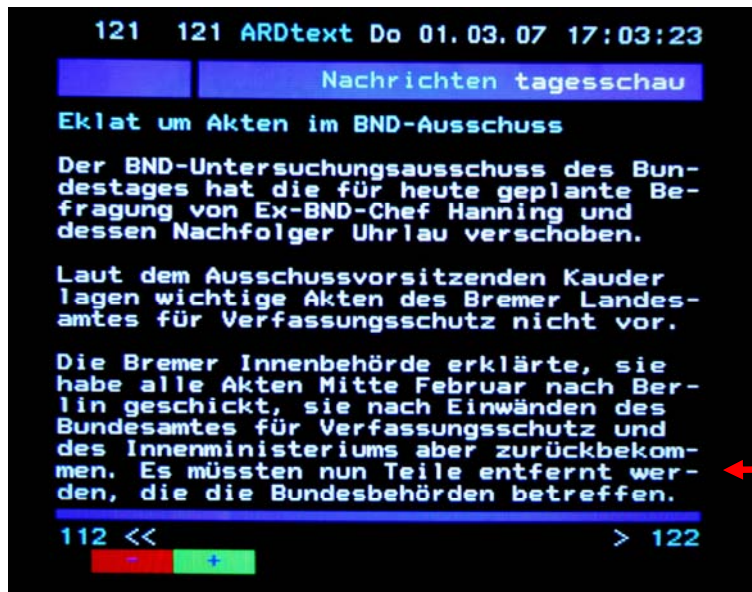 121 121 ARDtext Do 01.03.07 17:03:23
Nachrichten tagesschau
Eklat um Akten im BND-Ausschuss
Der BND-Untersuchungsausschuss des Bun-
destages hat die für heute geplante Be-
fragung von Ex-BND-Chef Hanning und
dessen Nachfolger Uhrlau verschoben.
Laut dem Ausschussvorsitzenden Kauder
lagen wichtige Akten des Bremer Landes-
amtes für Verfassungsschutz nicht vor.
Die Bremer Innenbehörde erklärte, sie
habe alle Akten Mitte Februar nach Ber-
lin geschickt, sie nach Einwänden des
Bundesamtes für Verfassungsschutz und
des Innenministeriums aber zurückbekom-
men. Es müssten nun Teile entfernt wer-
den, die die Bundesbehörden betreffen.
112 << > 122
- +